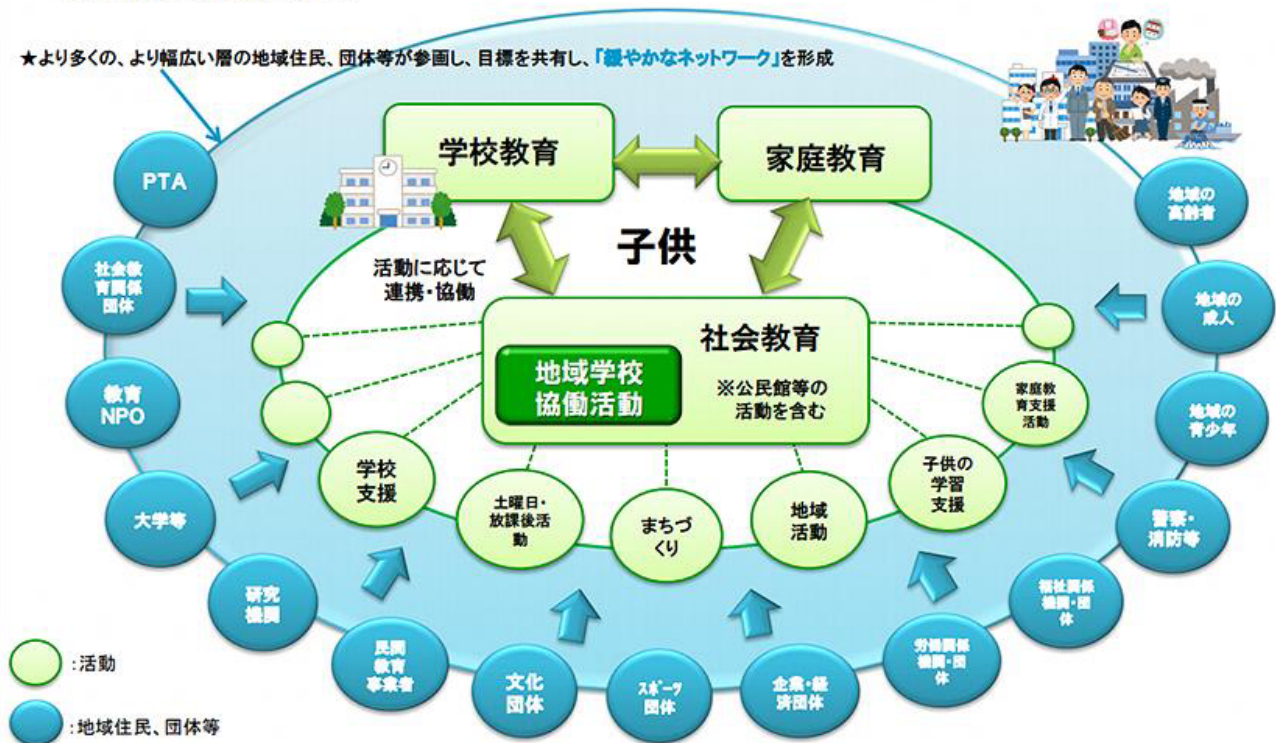 ★より多くの、より幅広い層の地域住民、団体等が参画し、目標を共有し、「緩やかなネットワーク」を形成
学校教育
家庭教育
PTA
地域の
高齢者
子供
社会教
育関係
団体
活動に応じて
連携・協働
地域の
成人
社会教育
地域学校
協働活動
※公民館等の
活動を含む
教育
NPO
家庭教
育支援
活動
地域の
青少年
学校
支援
土曜日・
放課後活
動
まちづ
くり
地域
活動
子供の
学習
支援
大学等
警察・
消防等
研究
機関
福祉関係
機関・団
体
民間
教育
事業者
文化
団体
スポーツ
団体
企業・経
済団体
労働関係
機関・団
体
:活動
:地域住民、団体等